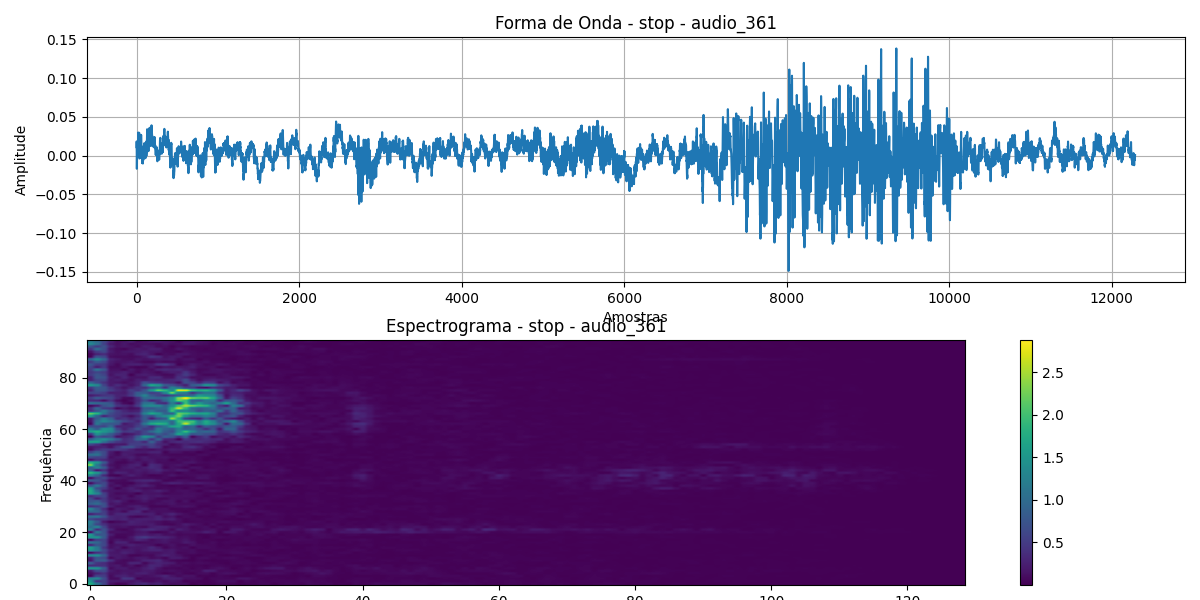 Forma de Onda - stop - audio_361
Amplitude
0.15
0.10
0.05
0.00
−0.05
−0.10
−0.15
0 2000 4000 6000 8000 10000 12000
Amostras
Espectrograma - stop - audio_361
Frequência
80
60
40
20
0
0 20 40 60 80 100 120
2.5
2.0
1.5
1.0
0.5